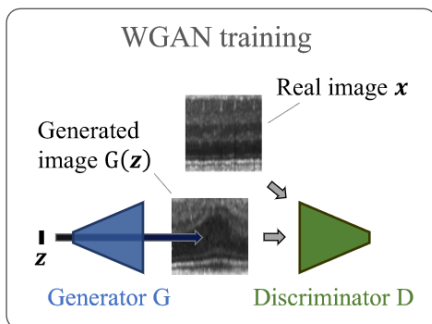 WGAN training
Real image x
Generated
image G(z)
z
Generator G
Discriminator D